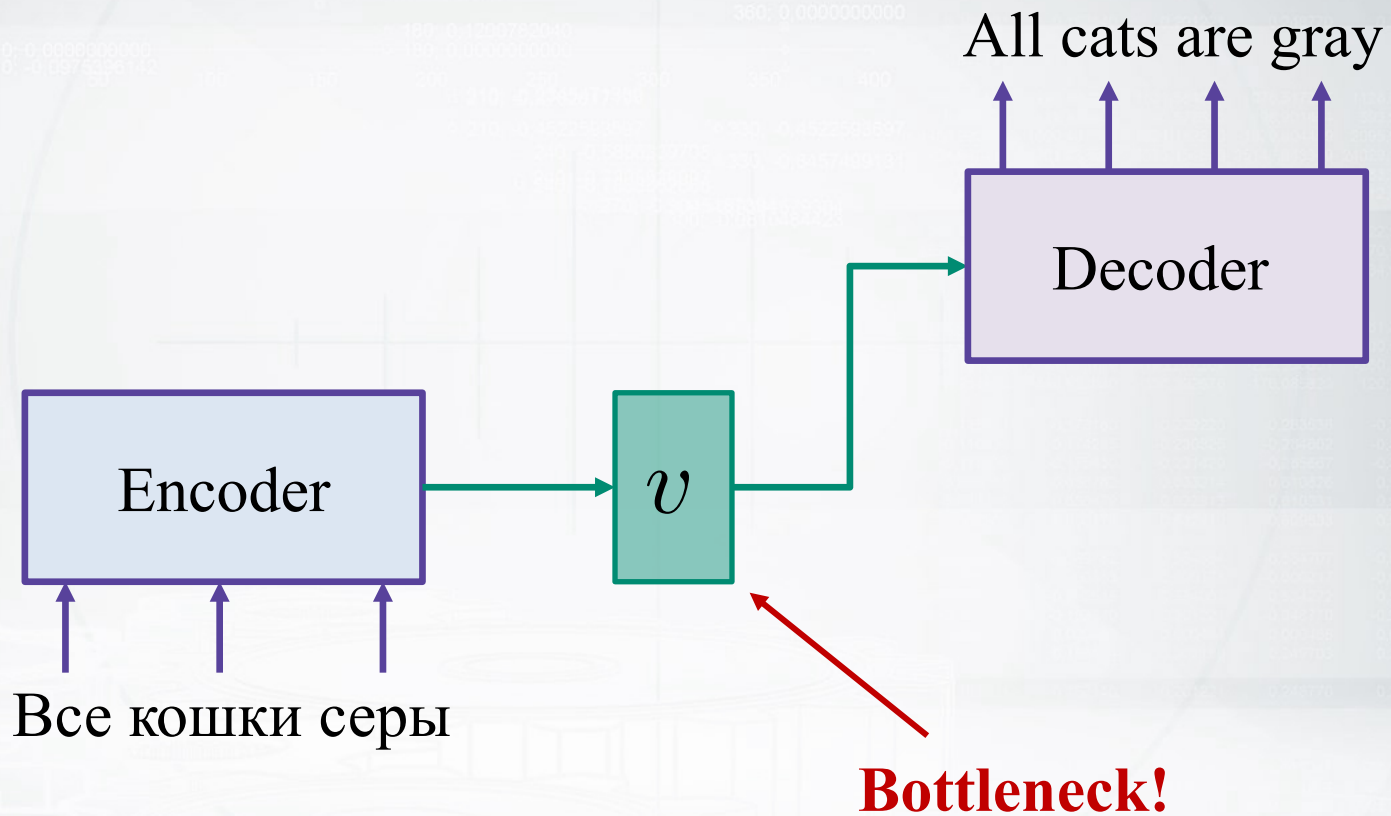 All cats are gray
Decoder
Encoder
v
Все кошки серы
Bottleneck!